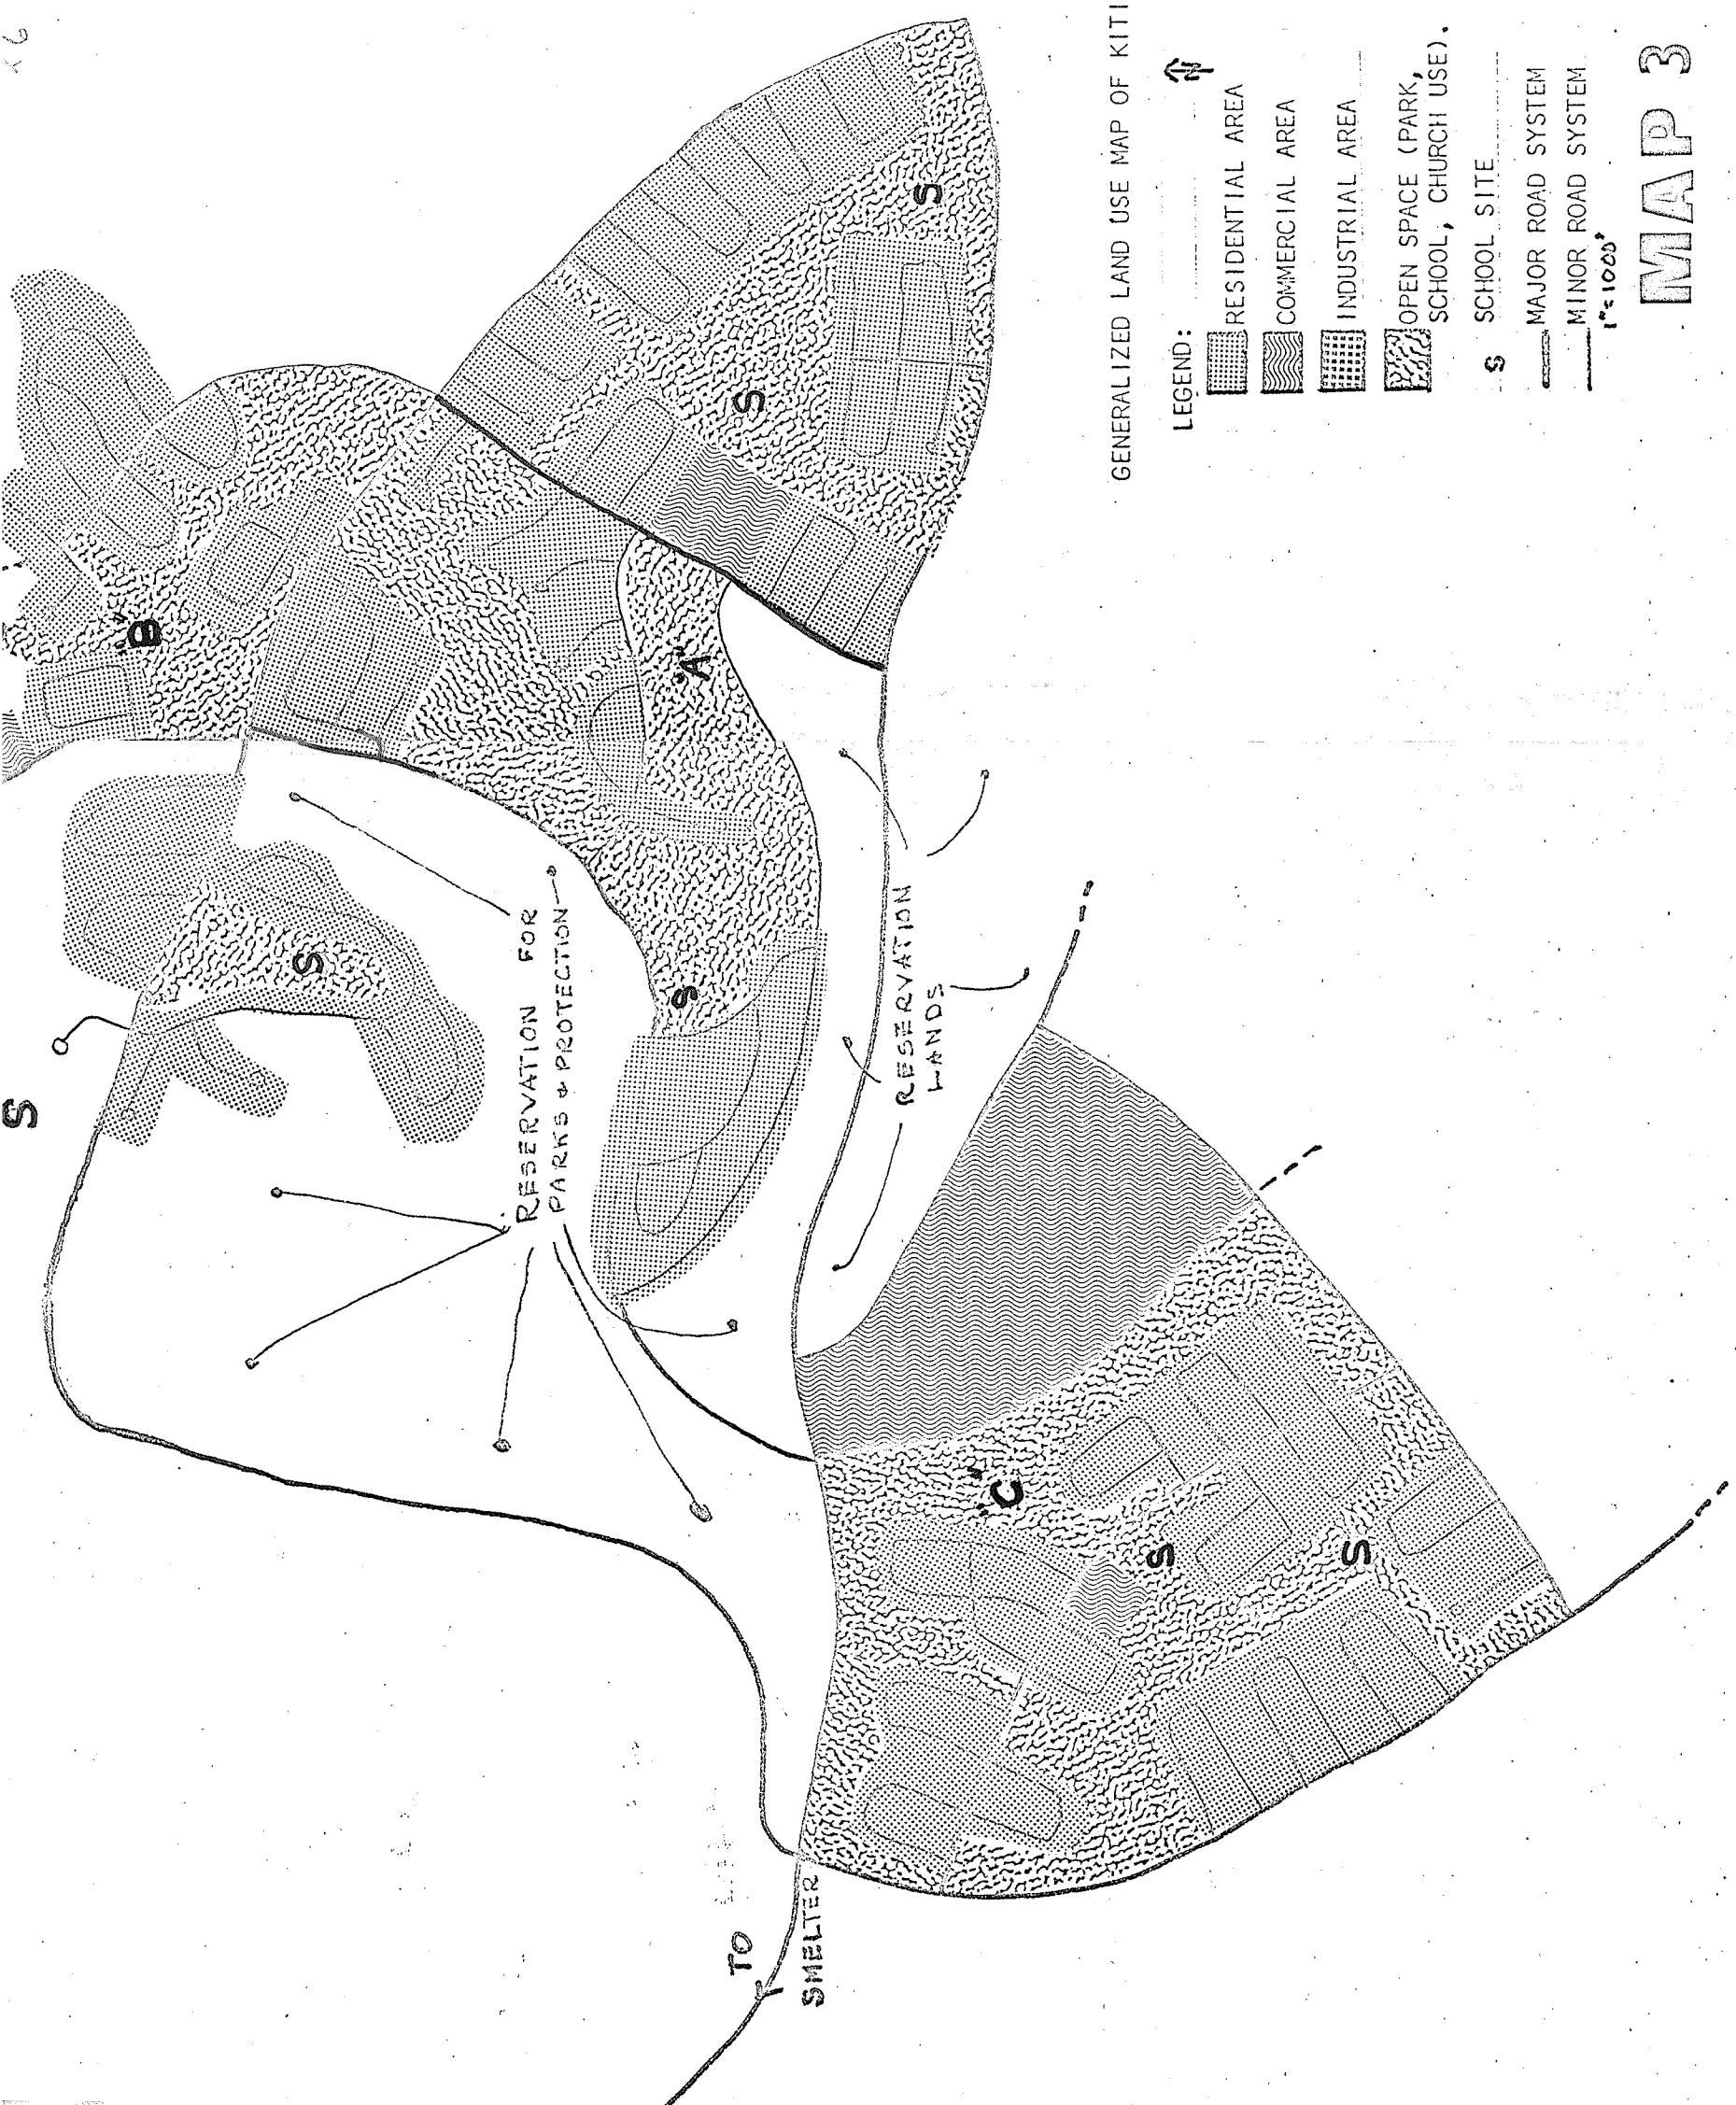 GENERALIZED LAND USE MAP OF KITI
N
LEGEND:
RESIDENTIAL AREA
COMMERCIAL AREA
INDUSTRIAL AREA
OPEN SPACE (PARK,
SCHOOL, CHURCH USE).
S SCHOOL SITE
MAJOR ROAD SYSTEM
MINOR ROAD SYSTEM
1"=1000'
MAP 3
S
"B"
S
RESERVATION FOR
PARKS & PROTECTION
S
"A"
S
S
RESERVATION
LANDS
"C"
S
S
TO
SMELTER